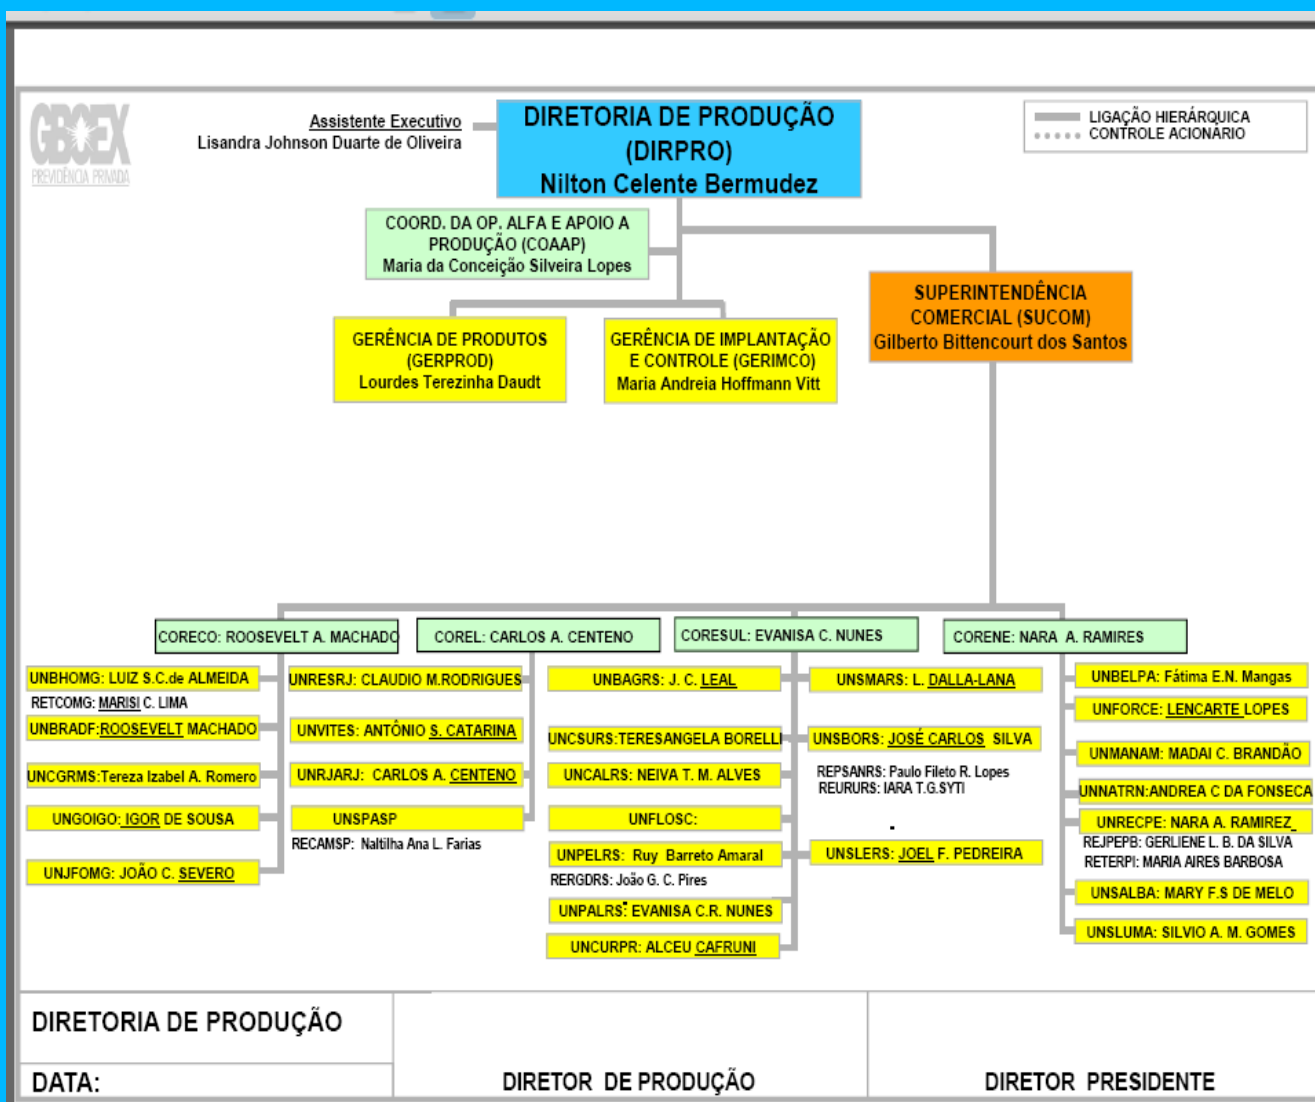 GBOEX
PREVIDÊNCIA PRIVADA
Assistente Executivo
Lisandra Johnson Duarte de Oliveira
DIRETORIA DE PRODUÇÃO
(DIRPRO)
Nilton Celente Bermudez
LIGAÇÃO HIERÁRQUICA
CONTROLE ACIONÁRIO
COORD. DA OP. ALFA E APOIO A
PRODUÇÃO (COAAP)
Maria da Conceição Silveira Lopes
SUPERINTENDÊNCIA
COMERCIAL (SUCOM)
Gilberto Bittencourt dos Santos
GERÊNCIA DE PRODUTOS
(GERPROD)
Lourdes Terezinha Daudt
GERÊNCIA DE IMPLANTAÇÃO
E CONTROLE (GERIMCO)
Maria Andreia Hoffmann Vitt
CORECO: ROOSEVELT A. MACHADO
UNBHOMG: LUIZ S.C.de ALMEIDA
RETCOMG: MARISI C. LIMA
UNBRADF:ROOSEVELT MACHADO
UNCGRMS:Tereza Izabel A. Romero
UNGOIGO: IGOR DE SOUSA
UNJFOMG: JOÃO C. SEVERO
COREL: CARLOS A. CENTENO
UNRESRJ: CLAUDIO M.RODRIGUES
UNVITES: ANTÔNIO S. CATARINA
UNRJARJ: CARLOS A. CENTENO
UNSPASP
RECAMSP: Naltilha Ana L. Farias
CORESUL: EVANISA C. NUNES
UNBAGRS: J. C. LEAL
UNCSURS:TERESANGELA BORELLI
UNCALRS: NEIVA T. M. ALVES
UNFLOSC:
UNPELRS: Ruy Barreto Amaral
RERGDRS: João G. C. Pires
UNPALRS: EVANISA C.R. NUNES
UNCURPR: ALCEU CAFRUNI
UNSMARS: L. DALLA-LANA
UNSBORS: JOSÉ CARLOS SILVA
REPSANRS: Paulo Fileto R. Lopes
REURURS: IARA T.G.SYTI
UNSLERS: JOEL F. PEDREIRA
CORENE: NARA A. RAMIRES
UNBELPA: Fátima E.N. Mangas
UNFORCE: LENCARTE LOPES
UNMANAM: MADAI C. BRANDÃO
UNNATRN:ANDREA C DA FONSECA
UNRECPE: NARA A. RAMIREZ
REJPEPB: GERLIENE L. B. DA SILVA
RETERPI: MARIA AIRES BARBOSA
UNSALBA: MARY F.S DE MELO
UNSLUMA: SILVIO A. M. GOMES
DIRETORIA DE PRODUÇÃO
DATA:
DIRETOR DE PRODUÇÃO
DIRETOR PRESIDENTE